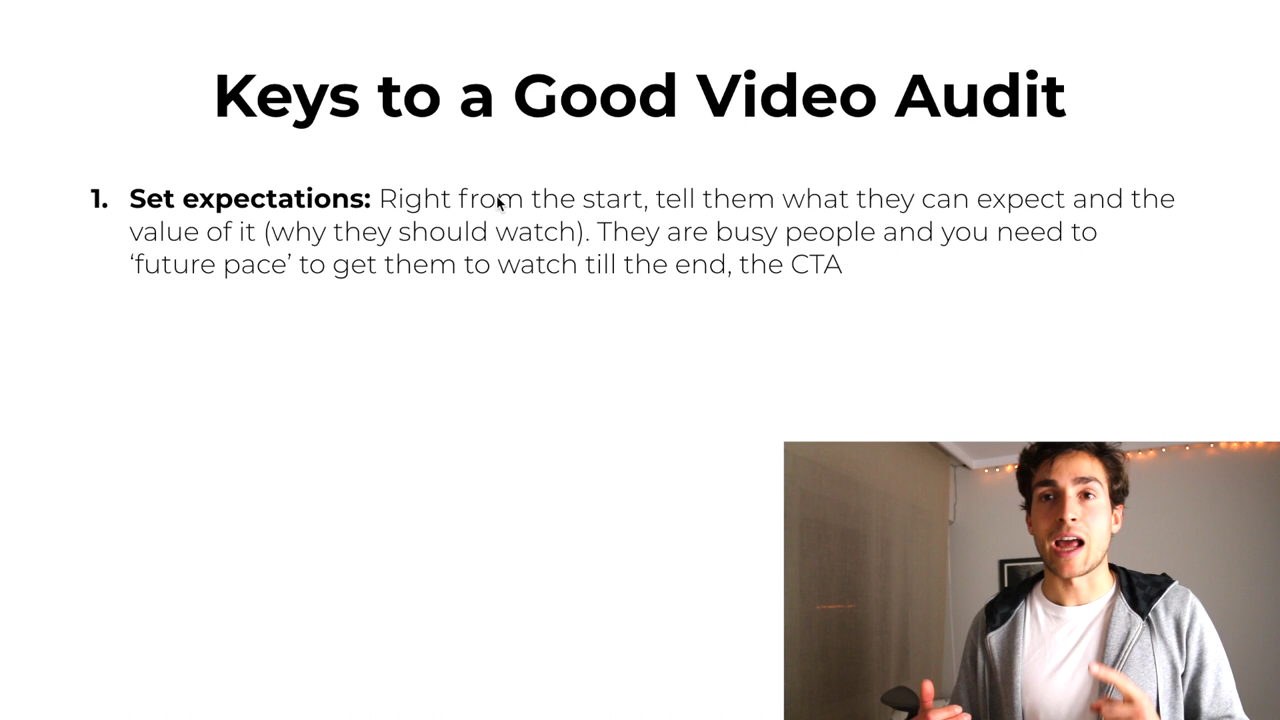 Keys to a Good Video Audit
1. Set expectations: Right from the start, tell them what they can expect and the
value of it (why they should watch). They are busy people and you need to
‘future pace’ to get them to watch till the end, the CTA